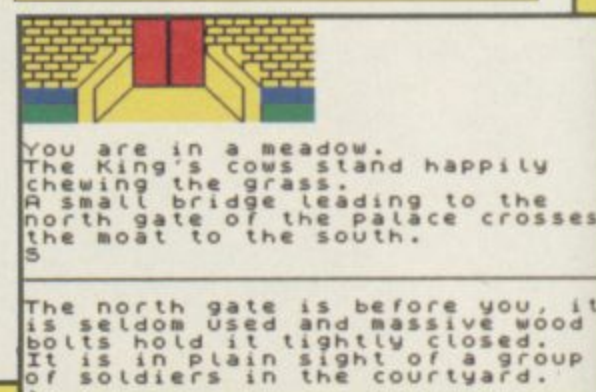 You are in a meadow.
The King's cows stand happily
chewing the grass.
A small bridge leading to the
north gate of the palace crosses
the moat to the south.
S
The north gate is before you, it
is seldom used and massive wood
bolts hold it tightly closed.
It is in plain sight of a group
of soldiers in the courtyard.